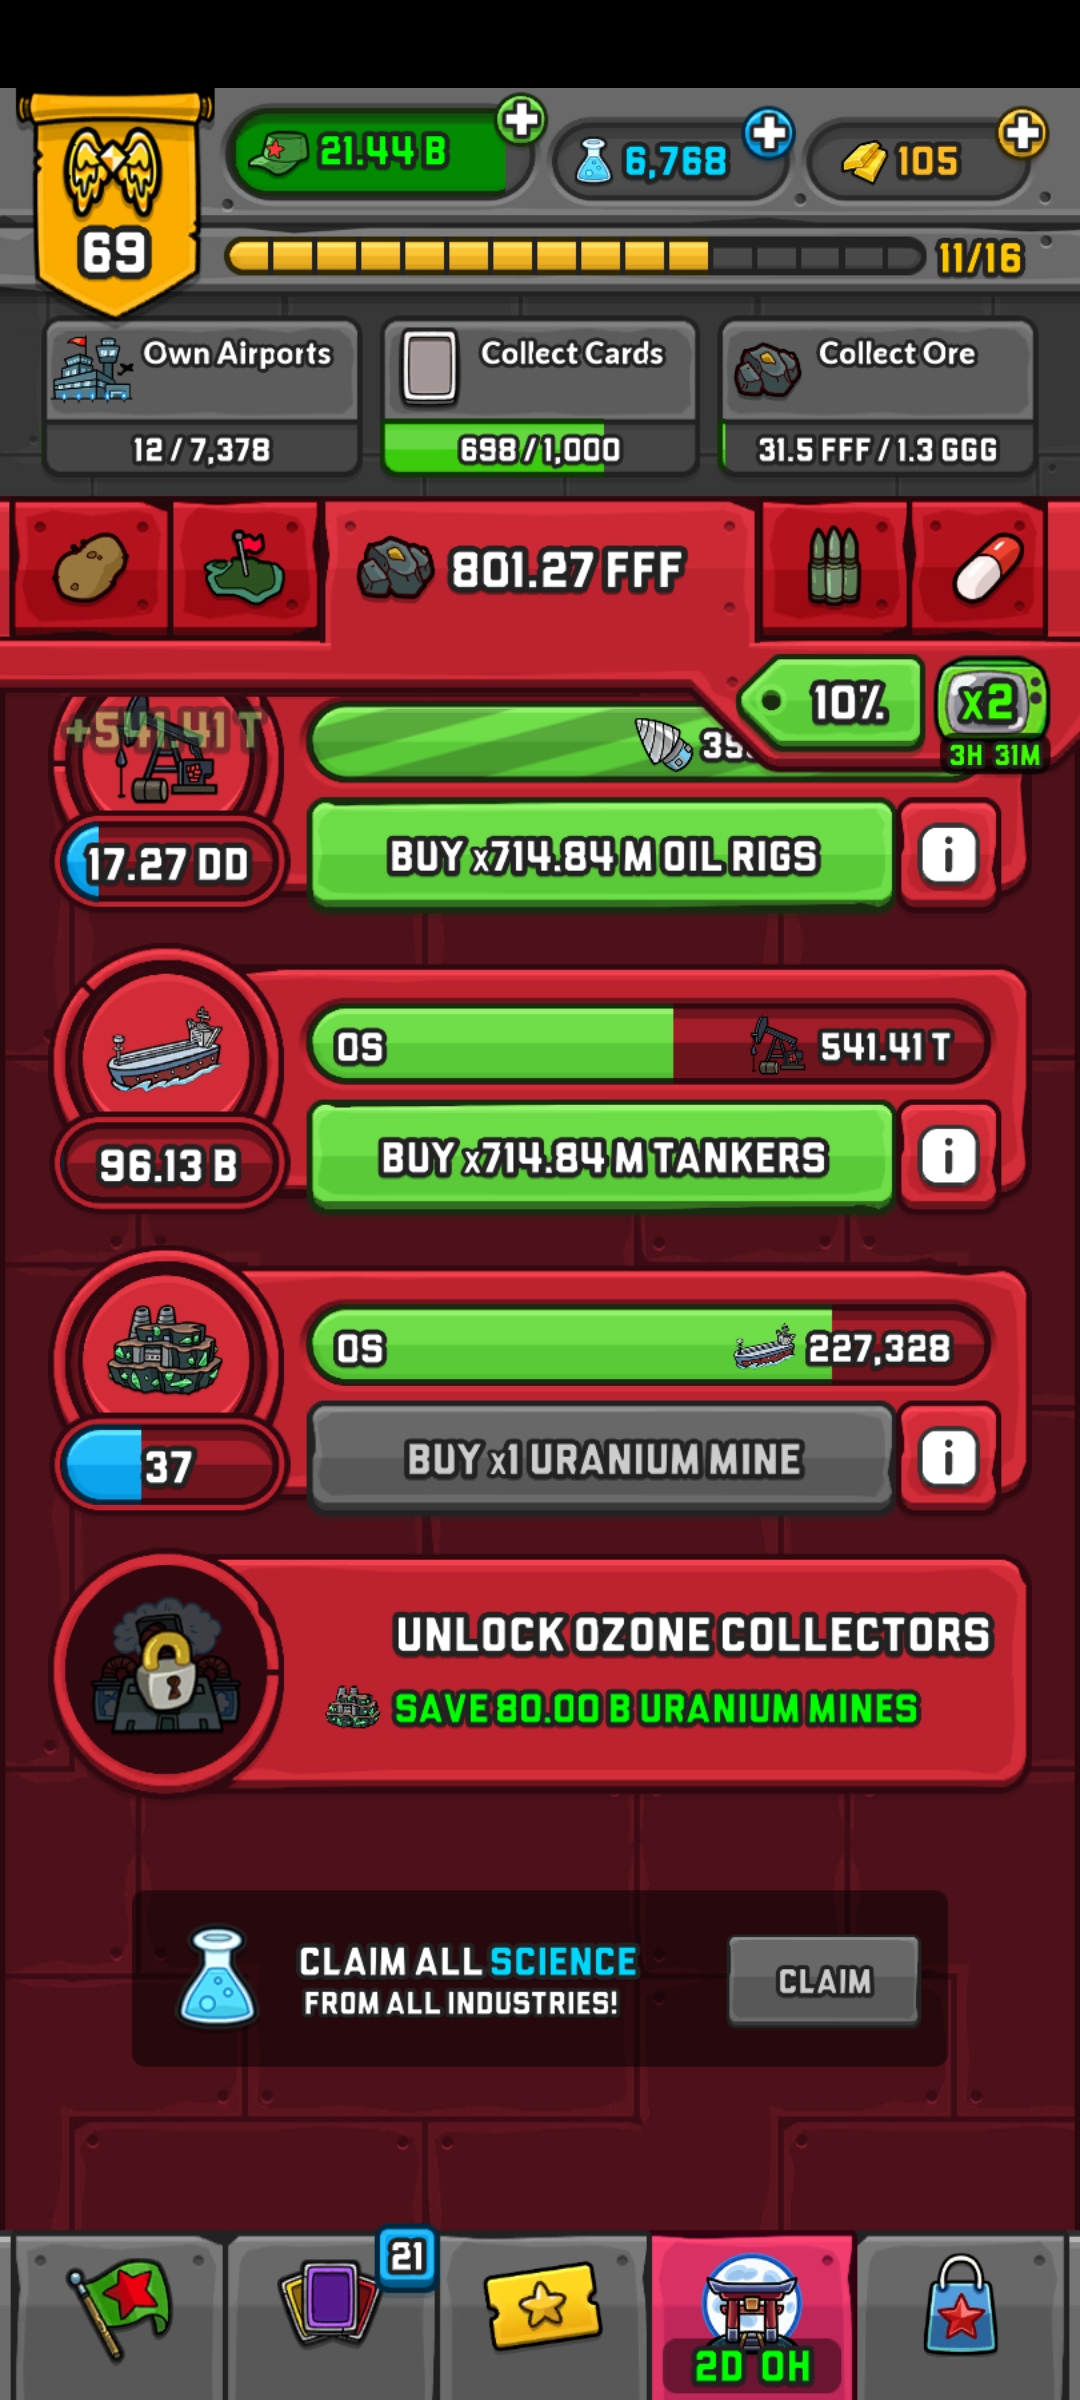 21.44 B
6,768
105
69
11/16
Own Airports
12 / 7,378
Collect Cards
698 / 1,000
Collect Ore
31.5 FFF / 1.3 GGG
801.27 FFF
10%
x2
3H 31M
+541.41 T
17.27 DD
BUY x714.84 M OIL RIGS
i
0S
541.41 T
96.13 B
BUY x714.84 M TANKERS
i
0S
227,328
37
BUY x1 URANIUM MINE
i
UNLOCK OZONE COLLECTORS
SAVE 80.00 B URANIUM MINES
CLAIM ALL SCIENCE
FROM ALL INDUSTRIES!
CLAIM
21
2D 0H